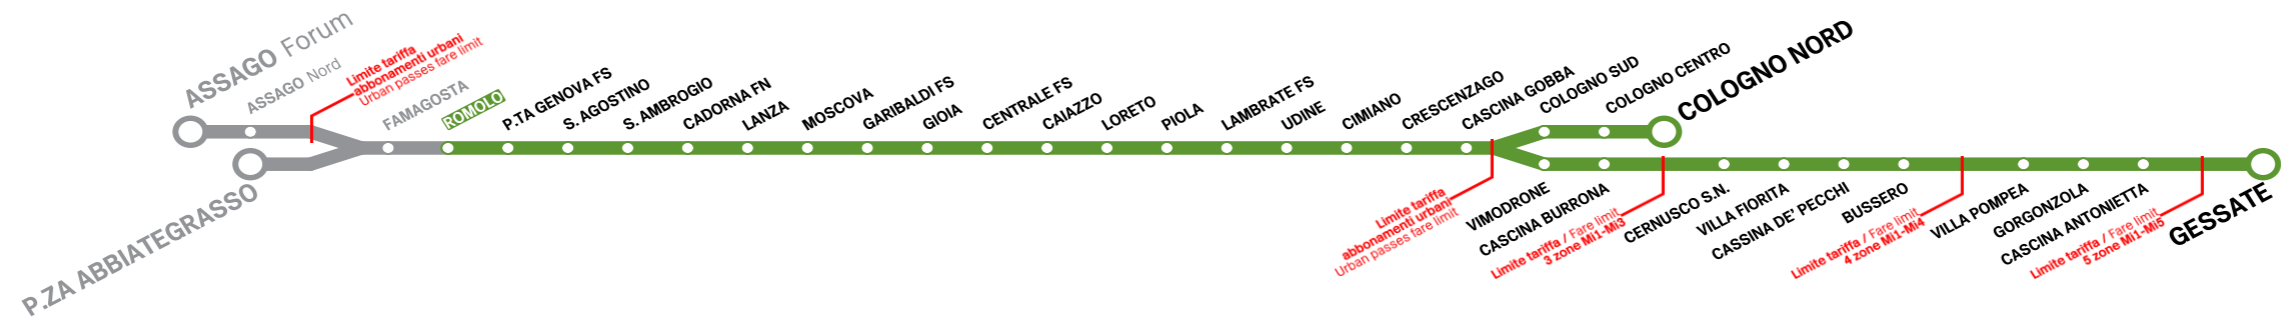 ASSAGO Forum
ASSAGO Nord
Limite tariffa
abbonamenti urbani
Urban passes fare limit
P.ZA ABBIATEGRASSO
FAMAGOSTA
ROMOLO
P.TA GENOVA FS
S. AGOSTINO
S. AMBROGIO
CADORNA FN
LANZA
MOSCOVA
GARIBALDI FS
GIOIA
CENTRALE FS
CAIAZZO
LORETO
PIOLA
LAMBRATE FS
UDINE
CIMIANO
CRESCENZAGO
CASCINA GOBBA
COLOGNO SUD
COLOGNO CENTRO
COLOGNO NORD
Limite tariffa
abbonamenti urbani
Urban passes fare limit
VIMODRONE
CASCINA BURRONA
Limite tariffa / Fare limit
3 zone Mi1-Mi3
CERNUSCO S.N.
VILLA FIORITA
CASSINA DE' PECCHI
BUSSERO
Limite tariffa / Fare limit
4 zone Mi1-Mi4
VILLA POMPEA
GORGONZOLA
CASCINA ANTONIETTA
Limite tariffa / Fare limit
5 zone Mi1-Mi5
GESSATE